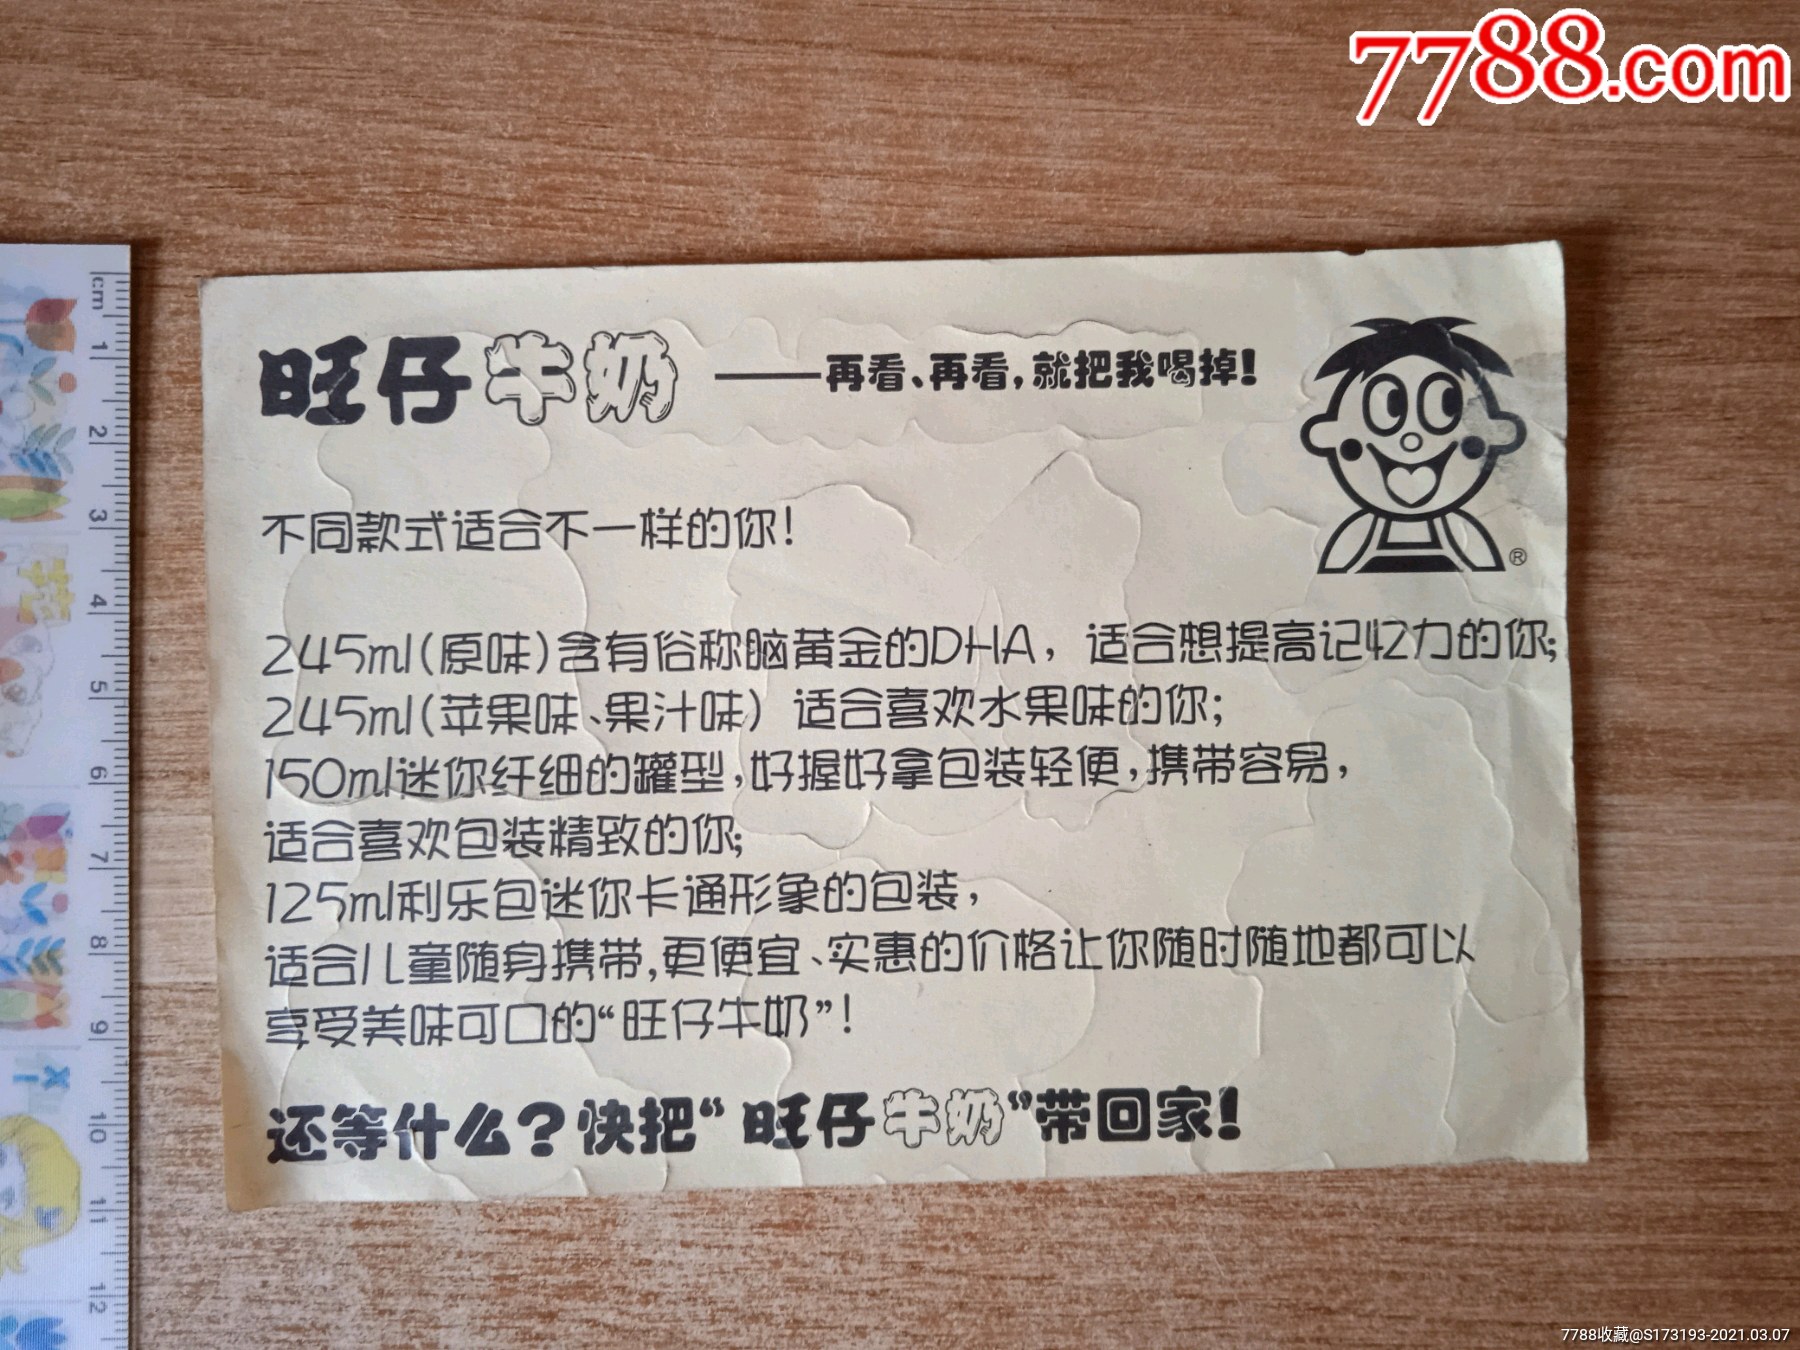 7788.com
旺仔牛奶——再看、再看,就把我喝掉!
不同款式适合不一样的你!
®
245ml(原味)含有俗称脑黄金的DHA，适合想提高记忆力的你;
245ml(苹果味、果汁味）适合喜欢水果味的你;
150ml迷你纤细的罐型,好握好拿包装轻便,携带容易，
适合喜欢包装精致的你;
125ml利乐包迷你卡通形象的包装，
适合儿童随身携带,更便宜、实惠的价格让你随时随地都可以
享受美味可口的“旺仔牛奶”!
还等什么?快把“旺仔牛奶”带回家!
cm
1
2
3
4
5
6
7
8
9
10
11
12
7788收藏@S173193-2021.03.07